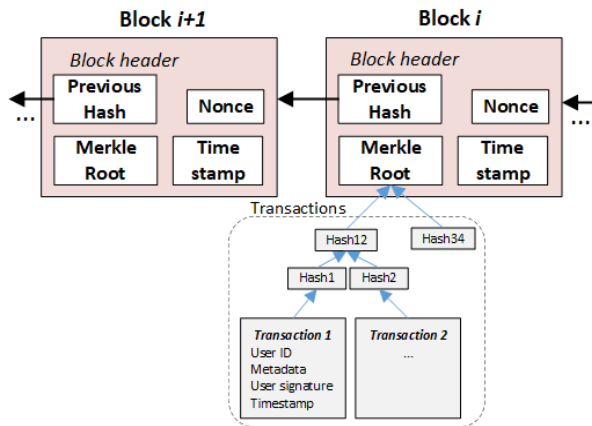 Block i+1
Block i
Block header
Block header
Previous
Hash
Nonce
Previous
Hash
Nonce
...
...
Merkle
Root
Time
stamp
Merkle
Root
Time
stamp
Transactions
Hash12
Hash34
Hash1
Hash2
Transaction 1
User ID
Metadata
User signature
Timestamp
Transaction 2
...